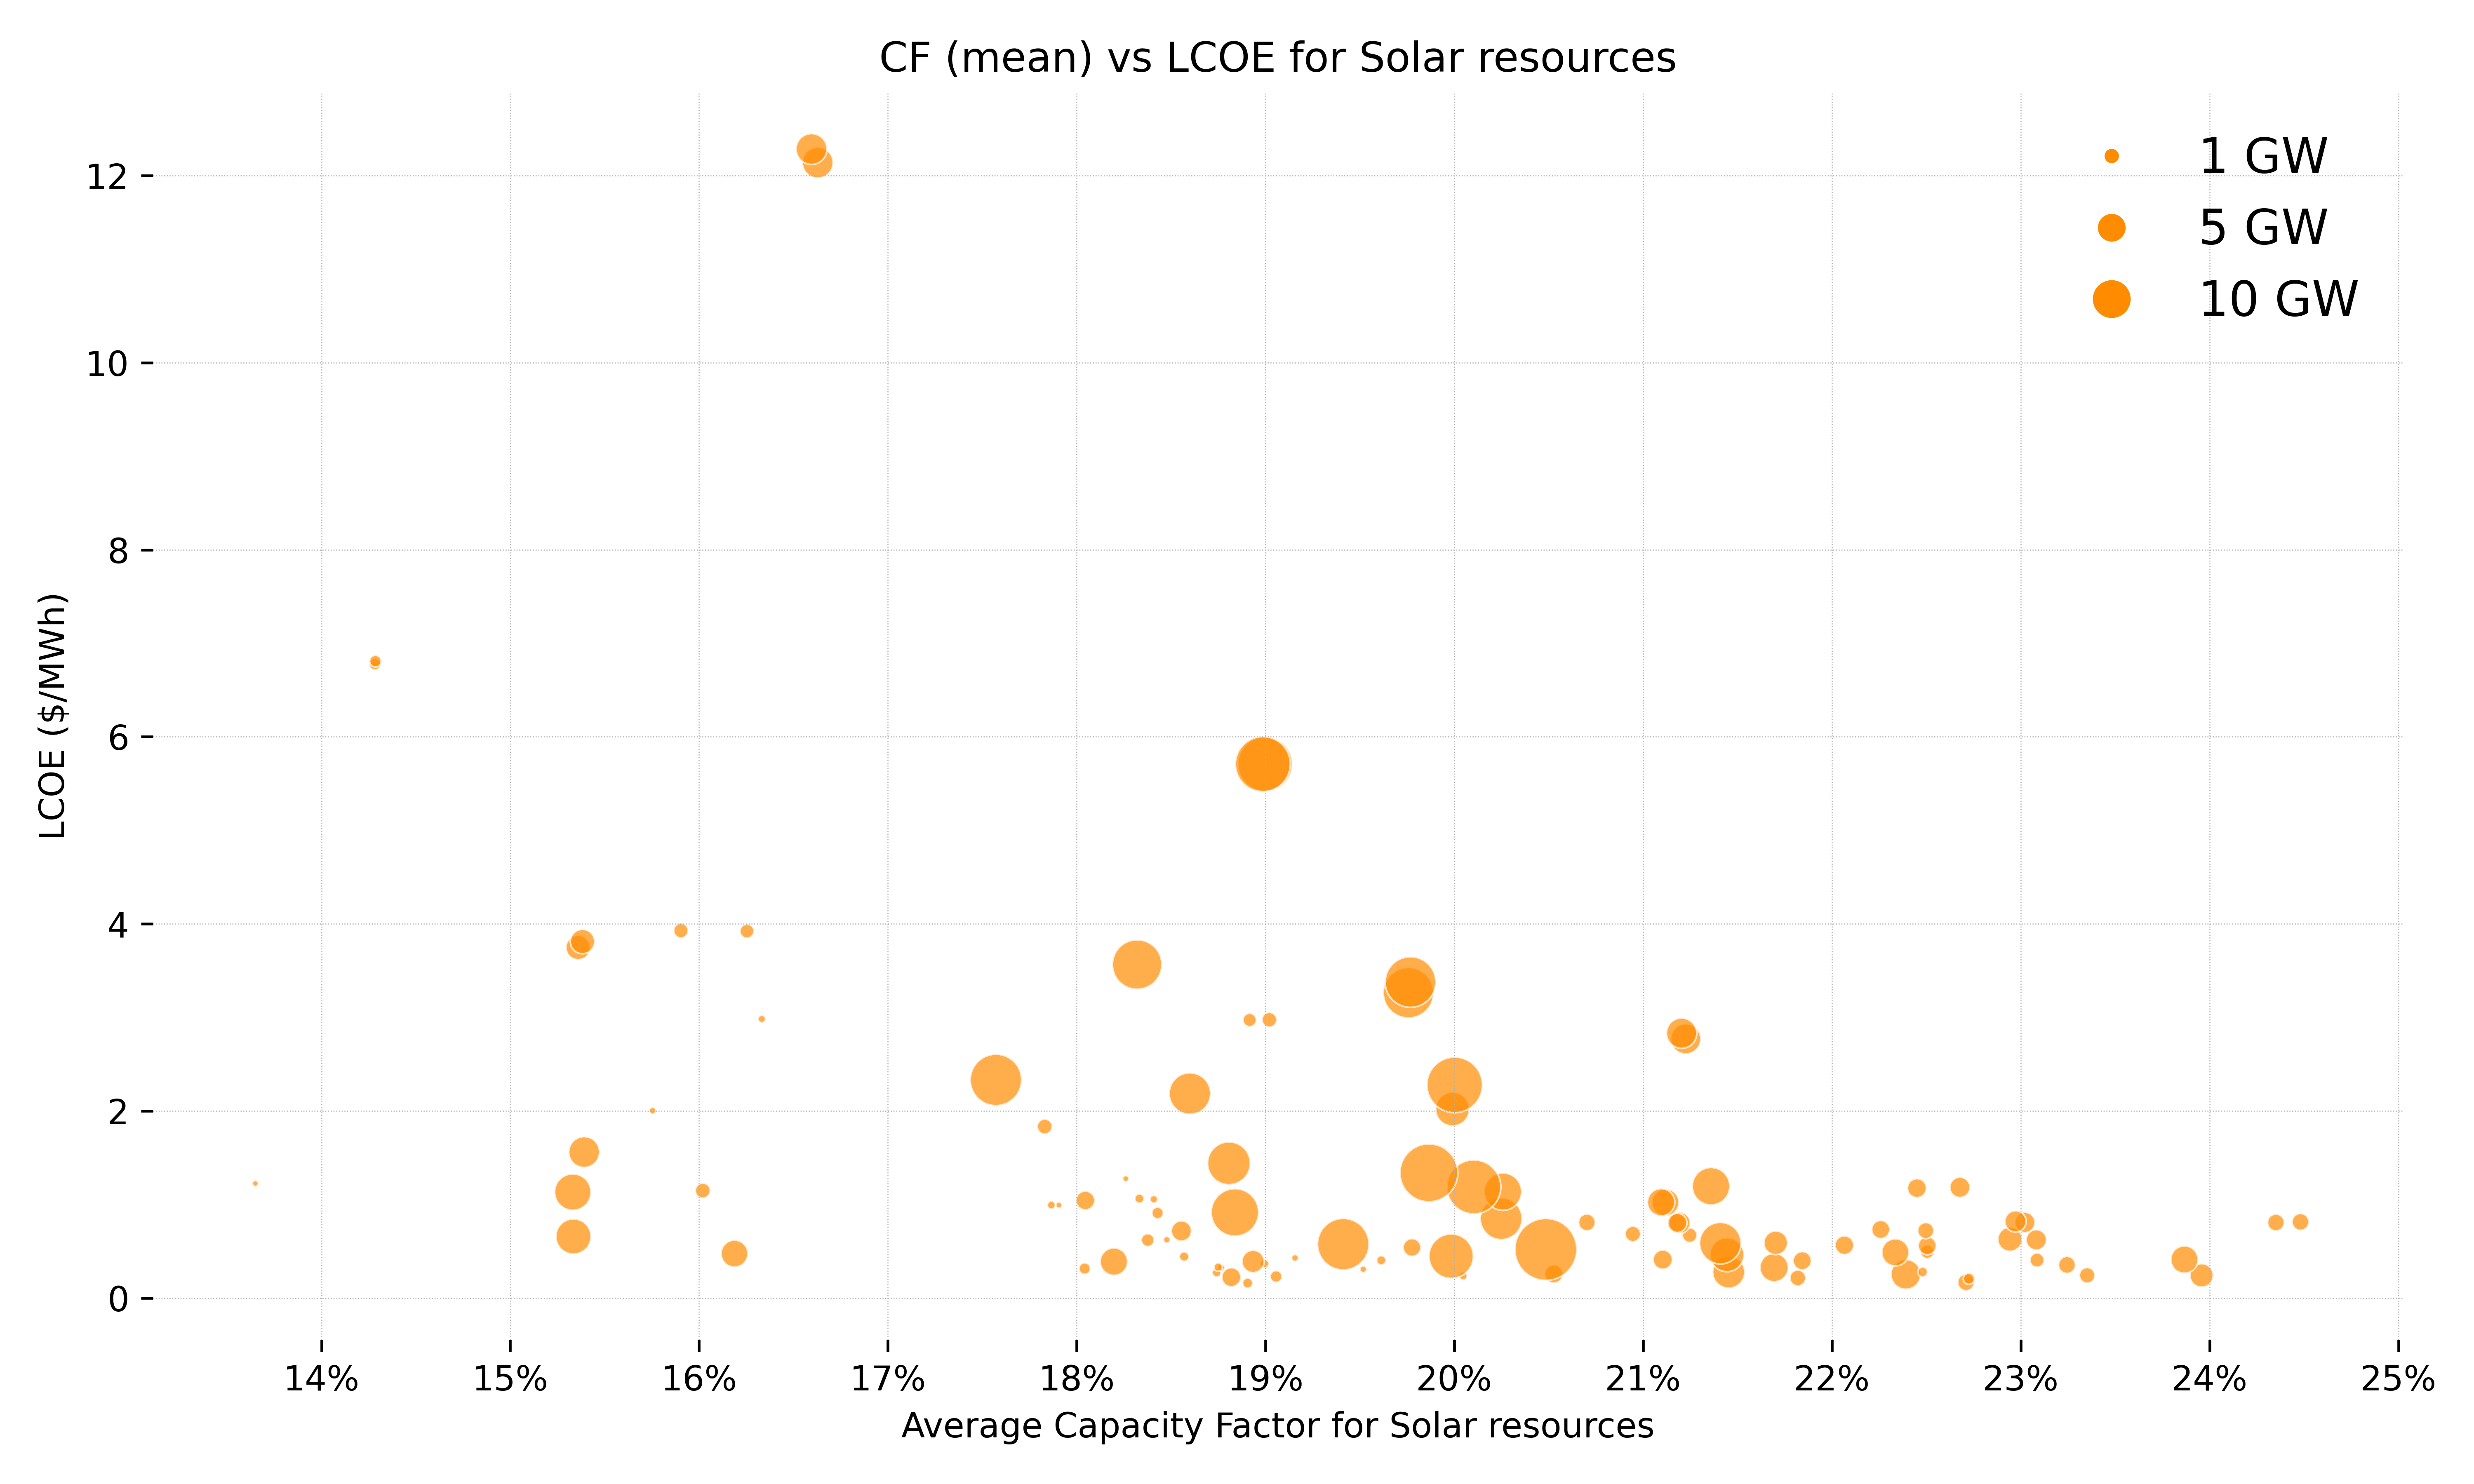 CF (mean) vs LCOE for Solar resources
1 GW
5 GW
10 GW
12
10
8
6
4
2
0
LCOE ($/MWh)
14% 15% 16% 17% 18% 19% 20% 21% 22% 23% 24% 25%
Average Capacity Factor for Solar resources